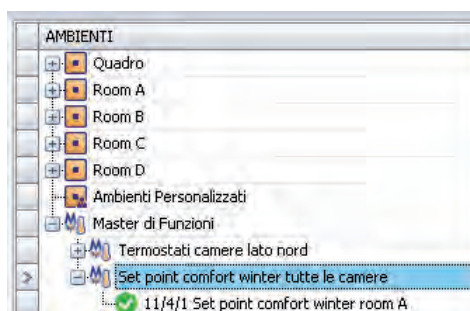 AMBIENTI
Quadro
Room A
Room B
Room C
Room D
Ambienti Personalizzati
Master di Funzioni
Termostati camere lato nord
Set point comfort winter tutte le camere
11/4/1 Set point comfort winter room A